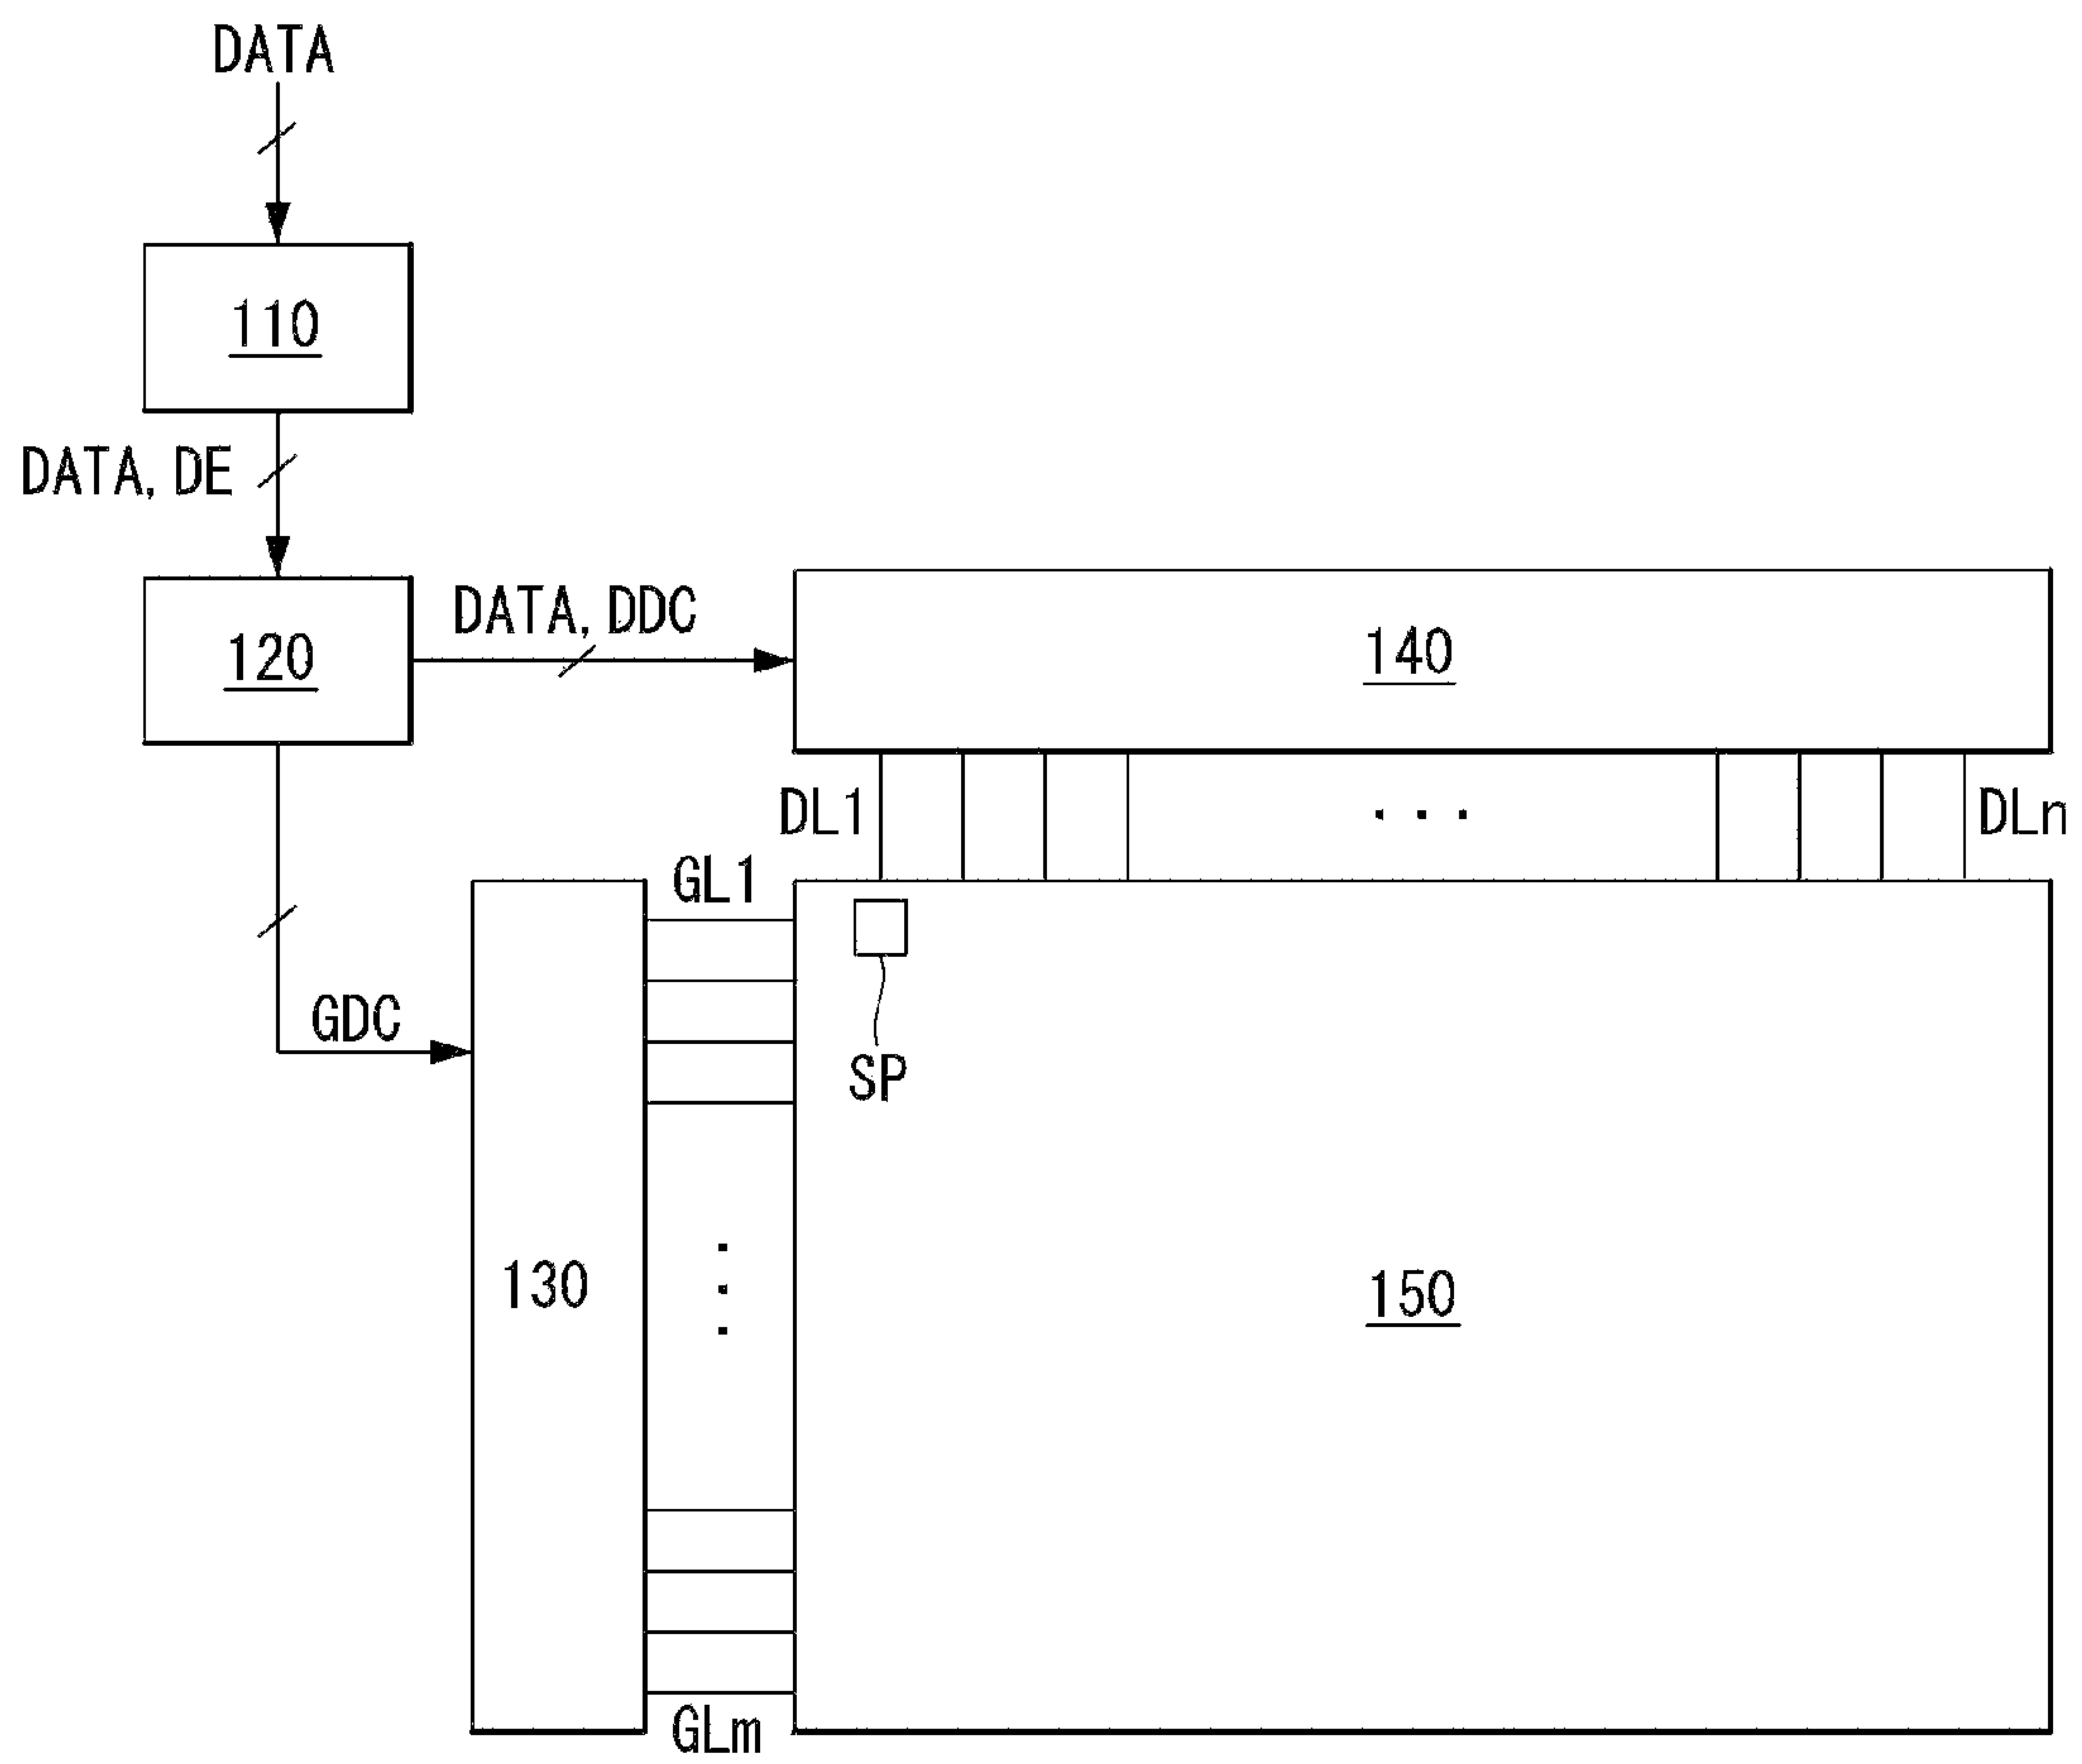 DATA
110
DATA, DE
120
DATA, DDC
140
DL1
. . .
DLn
GL1
GDC
SP
130
150
GLm